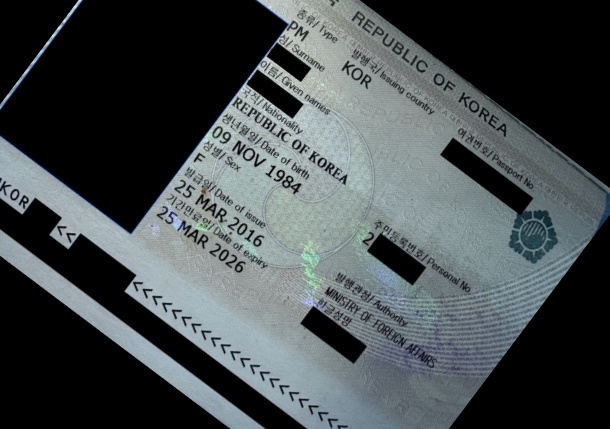 REPUBLIC OF KOREA
종류/Type
발행국/Issuing country
여권번호/Passport No.
PM
KOR
성/Surname
이름/Given names
국적/Nationality
REPUBLIC OF KOREA
생년월일/Date of birth
09 NOV 1984
성별/Sex
주민등록번호/Personal No.
F
2
발급일/Date of issue
발행관청/Authority
25 MAR 2016
MINISTRY OF FOREIGN AFFAIRS
기간만료일/Date of expiry
한글성명
25 MAR 2026
KOR
<<